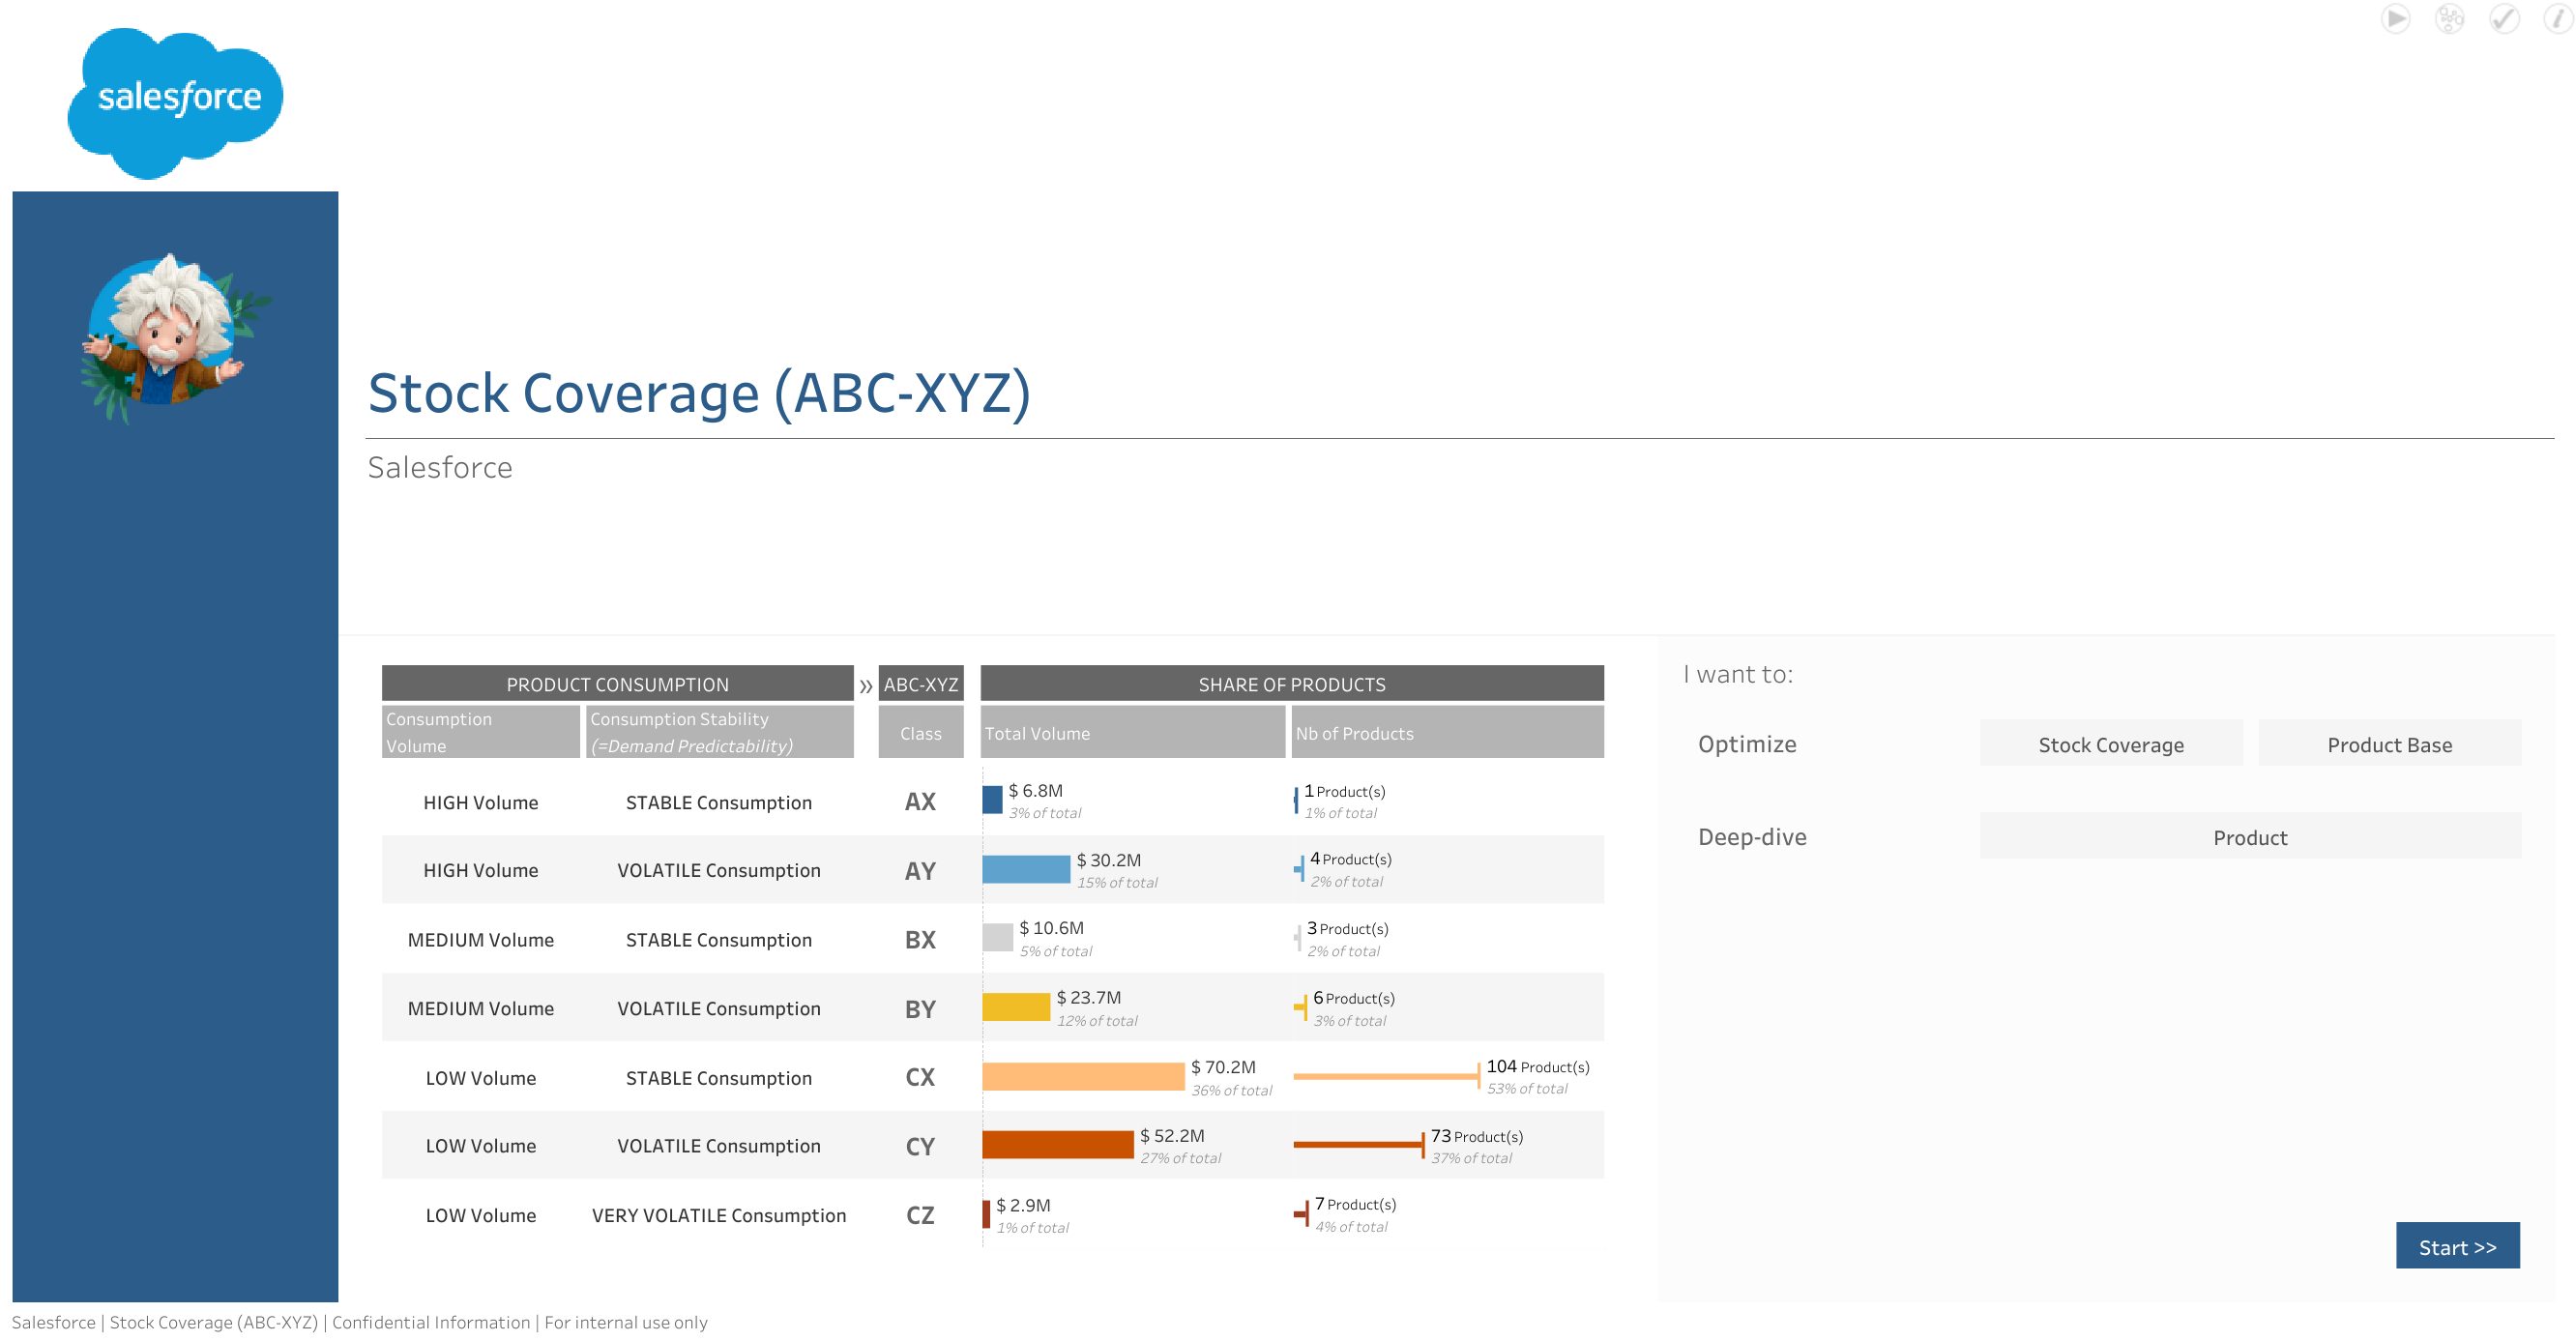 salesforce
Stock Coverage (ABC-XYZ)
Salesforce
PRODUCT CONSUMPTION » ABC-XYZ SHARE OF PRODUCTS
Consumption Volume Consumption Stability (=Demand Predictability) Class Total Volume Nb of Products
HIGH Volume STABLE Consumption AX $ 6.8M 1 Product(s)
3% of total 1% of total
HIGH Volume VOLATILE Consumption AY $ 30.2M 4 Product(s)
15% of total 2% of total
MEDIUM Volume STABLE Consumption BX $ 10.6M 3 Product(s)
5% of total 2% of total
MEDIUM Volume VOLATILE Consumption BY $ 23.7M 6 Product(s)
12% of total 3% of total
LOW Volume STABLE Consumption CX $ 70.2M 104 Product(s)
36% of total 53% of total
LOW Volume VOLATILE Consumption CY $ 52.2M 73 Product(s)
27% of total 37% of total
LOW Volume VERY VOLATILE Consumption CZ $ 2.9M 7 Product(s)
1% of total 4% of total
I want to:
Optimize Stock Coverage Product Base
Deep-dive Product
Start >>
Salesforce | Stock Coverage (ABC-XYZ) | Confidential Information | For internal use only